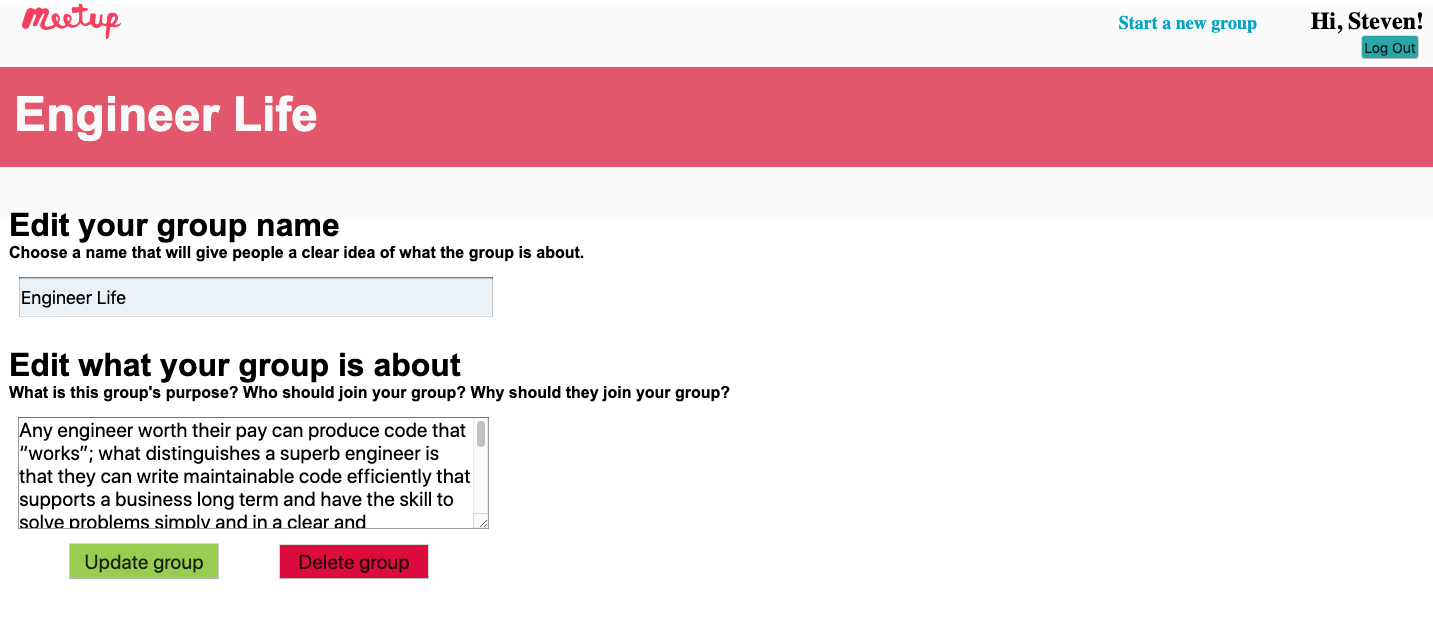 Meetup
Start a new group
Hi, Steven!
Log Out
Engineer Life
Edit your group name
Choose a name that will give people a clear idea of what the group is about.
Engineer Life
Edit what your group is about
What is this group's purpose? Who should join your group? Why should they join your group?
Any engineer worth their pay can produce code that
“works”; what distinguishes a superb engineer is
that they can write maintainable code efficiently that
supports a business long term and have the skill to
solve problems simply and in a clear and
Update group
Delete group